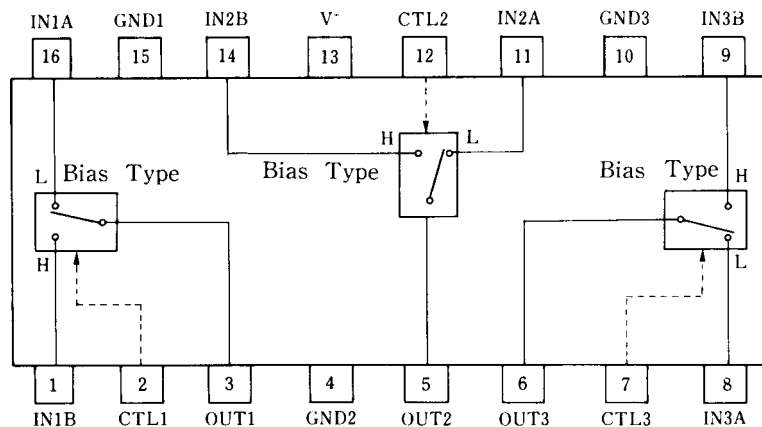 IN1A GND1 IN2B V⁻ CTL2 IN2A GND3 IN3B
16 15 14 13 12 11 10 9
H L
L Bias Type Bias Type Bias Type H
H L
1 2 3 4 5 6 7 8
IN1B CTL1 OUT1 GND2 OUT2 OUT3 CTL3 IN3A